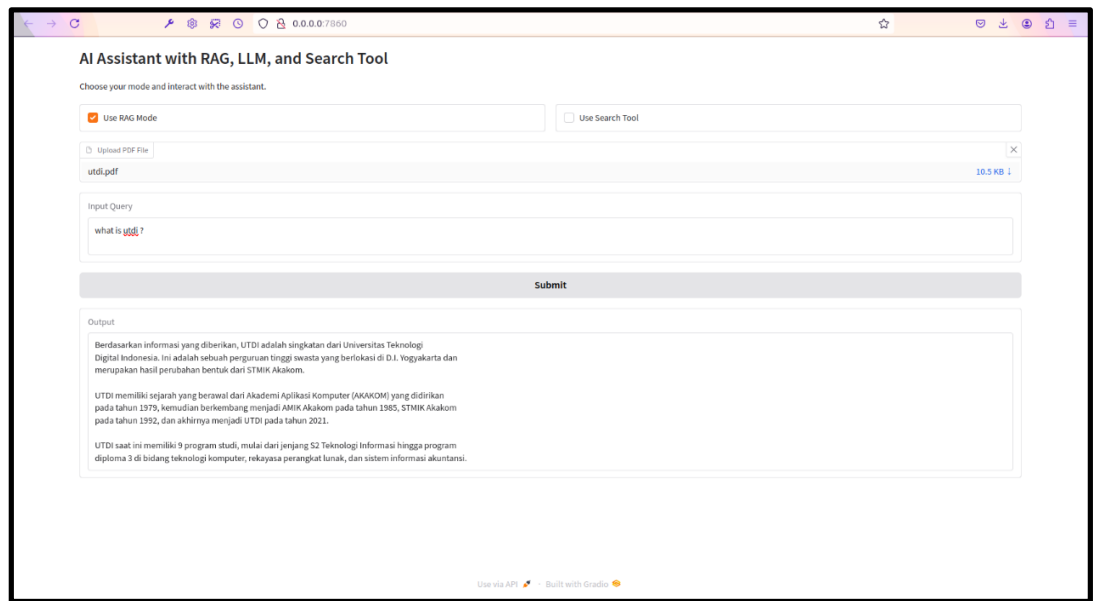 0.0.0.0:7860
AI Assistant with RAG, LLM, and Search Tool
Choose your mode and interact with the assistant.
Use RAG Mode
Use Search Tool
Upload PDF File
utdi.pdf
10.5 KB ↓
Input Query
what is utdi ?
Submit
Output
Berdasarkan informasi yang diberikan, UTDI adalah singkatan dari Universitas Teknologi
Digital Indonesia. Ini adalah sebuah perguruan tinggi swasta yang berlokasi di D.I. Yogyakarta dan
merupakan hasil perubahan bentuk dari STMIK Akakom.
UTDI memiliki sejarah yang berawal dari Akademi Aplikasi Komputer (AKAKOM) yang didirikan
pada tahun 1979, kemudian berkembang menjadi AMIK Akakom pada tahun 1985, STMIK Akakom
pada tahun 1992, dan akhirnya menjadi UTDI pada tahun 2021.
UTDI saat ini memiliki 9 program studi, mulai dari jenjang S2 Teknologi Informasi hingga program
diploma 3 di bidang teknologi komputer, rekayasa perangkat lunak, dan sistem informasi akuntansi.
Use via API · Built with Gradio